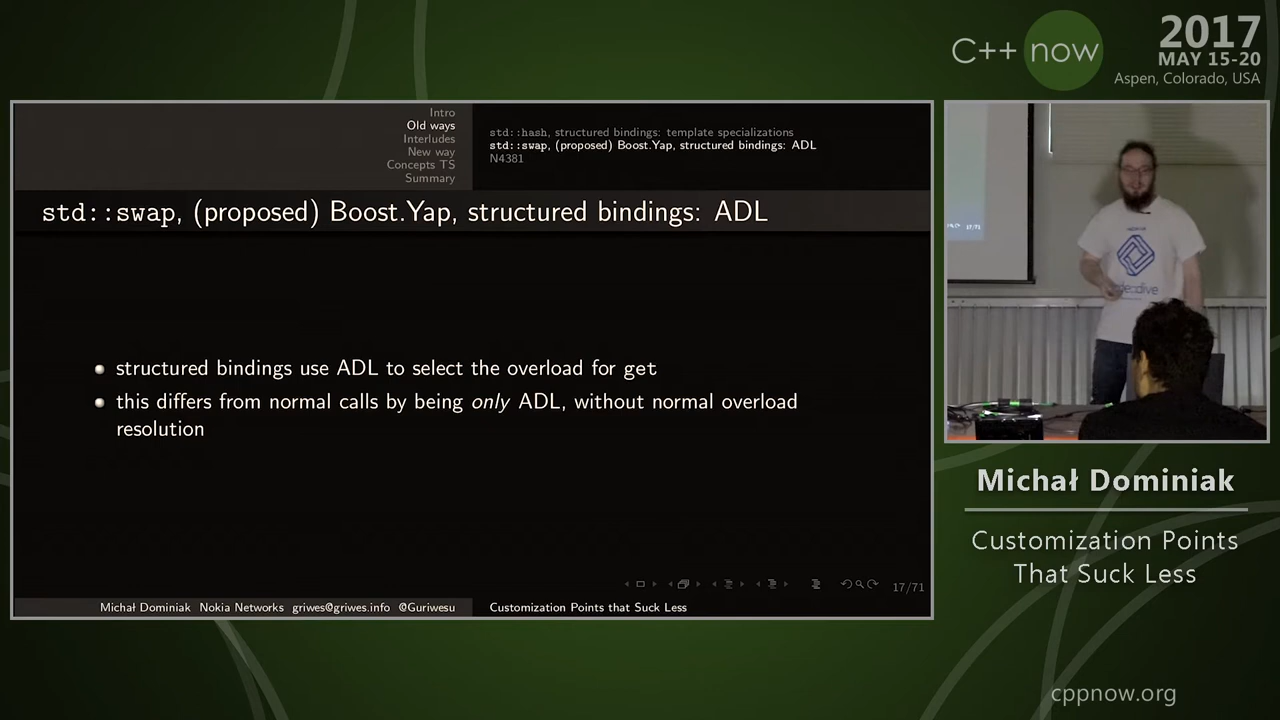 C++ now
2017
MAY 15-20
Aspen, Colorado, USA
Intro
Old ways
Interludes
New way
Concepts TS
Summary
std::hash, structured bindings: template specializations
std::swap, (proposed) Boost.Yap, structured bindings: ADL
N4381
std::swap, (proposed) Boost.Yap, structured bindings: ADL
structured bindings use ADL to select the overload for get
this differs from normal calls by being only ADL, without normal overload
resolution
17/71
Michał Dominiak Nokia Networks griwes@griwes.info @Guriwesu
Customization Points that Suck Less
17/71
Michał Dominiak
Customization Points
That Suck Less
cppnow.org